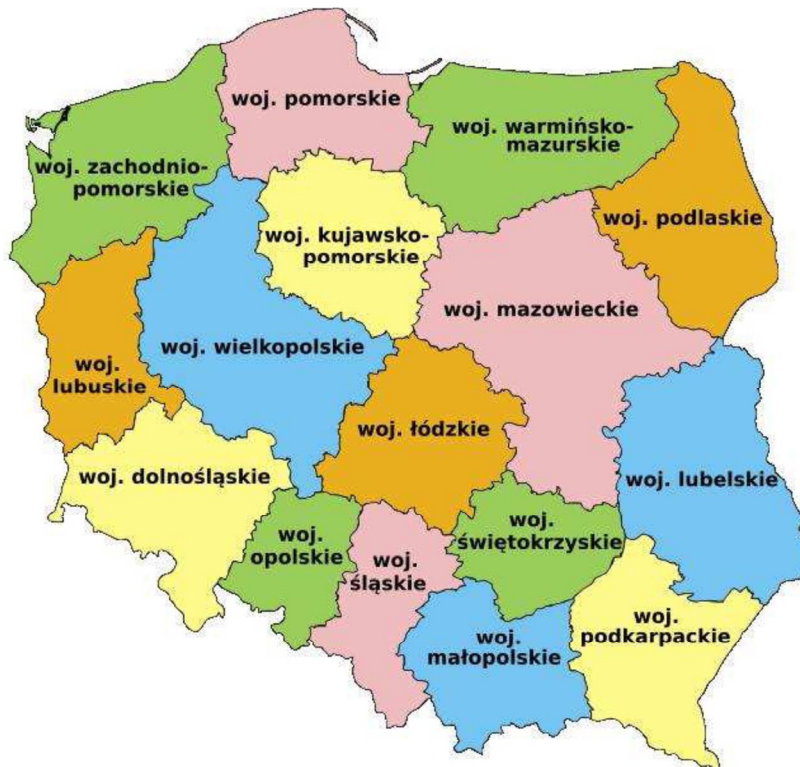 woj. pomorskie
woj. warmińsko-
mazurskie
woj. zachodnio-
pomorskie
woj. podlaskie
woj. kujawsko-
pomorskie
woj. mazowieckie
woj. wielkopolskie
woj.
lubuskie
woj. łódzkie
woj. dolnośląskie
woj. lubelskie
woj.
opolskie
woj.
świętokrzyskie
woj.
śląskie
woj.
podkarpackie
woj.
małopolskie